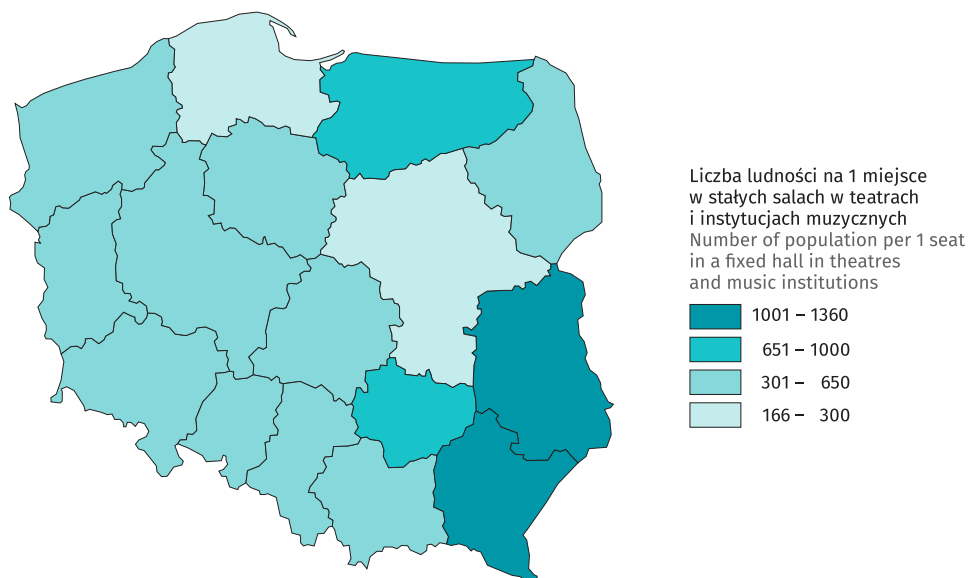 Liczba ludności na 1 miejsce
w stałych salach w teatrach
i instytucjach muzycznych
Number of population per 1 seat
in a fixed hall in theatres
and music institutions
1001 – 1360
651 – 1000
301 – 650
166 – 300